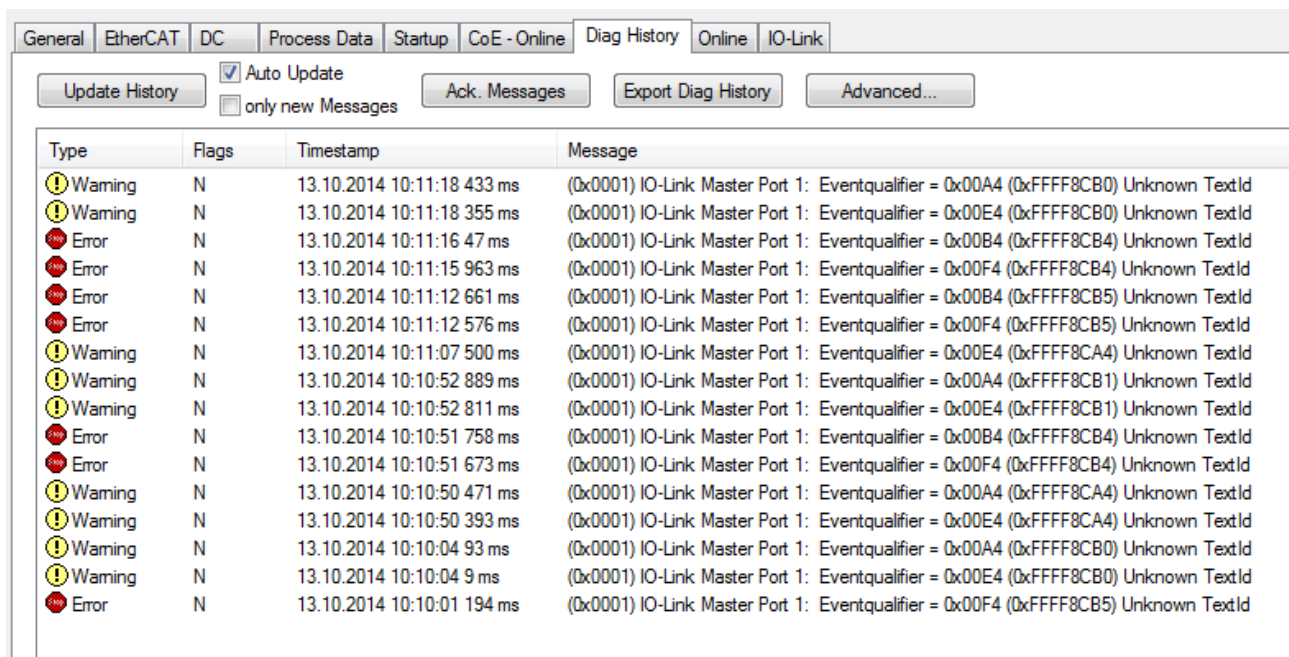 General EtherCAT DC Process Data Startup CoE - Online Diag History Online IO-Link
Update History Auto Update only new Messages Ack. Messages Export Diag History Advanced...
Type Flags Timestamp Message
Warning N 13.10.2014 10:11:18 433 ms (0x0001) IO-Link Master Port 1: Eventqualifier = 0x00A4 (0xFFFF8CB0) Unknown TextId
Warning N 13.10.2014 10:11:18 355 ms (0x0001) IO-Link Master Port 1: Eventqualifier = 0x00E4 (0xFFFF8CB0) Unknown TextId
Error N 13.10.2014 10:11:16 47 ms (0x0001) IO-Link Master Port 1: Eventqualifier = 0x00B4 (0xFFFF8CB4) Unknown TextId
Error N 13.10.2014 10:11:15 963 ms (0x0001) IO-Link Master Port 1: Eventqualifier = 0x00F4 (0xFFFF8CB4) Unknown TextId
Error N 13.10.2014 10:11:12 661 ms (0x0001) IO-Link Master Port 1: Eventqualifier = 0x00B4 (0xFFFF8CB5) Unknown TextId
Error N 13.10.2014 10:11:12 576 ms (0x0001) IO-Link Master Port 1: Eventqualifier = 0x00F4 (0xFFFF8CB5) Unknown TextId
Warning N 13.10.2014 10:11:07 500 ms (0x0001) IO-Link Master Port 1: Eventqualifier = 0x00E4 (0xFFFF8CA4) Unknown TextId
Warning N 13.10.2014 10:10:52 889 ms (0x0001) IO-Link Master Port 1: Eventqualifier = 0x00A4 (0xFFFF8CB1) Unknown TextId
Warning N 13.10.2014 10:10:52 811 ms (0x0001) IO-Link Master Port 1: Eventqualifier = 0x00E4 (0xFFFF8CB1) Unknown TextId
Error N 13.10.2014 10:10:51 758 ms (0x0001) IO-Link Master Port 1: Eventqualifier = 0x00B4 (0xFFFF8CB4) Unknown TextId
Error N 13.10.2014 10:10:51 673 ms (0x0001) IO-Link Master Port 1: Eventqualifier = 0x00F4 (0xFFFF8CB4) Unknown TextId
Warning N 13.10.2014 10:10:50 471 ms (0x0001) IO-Link Master Port 1: Eventqualifier = 0x00A4 (0xFFFF8CA4) Unknown TextId
Warning N 13.10.2014 10:10:50 393 ms (0x0001) IO-Link Master Port 1: Eventqualifier = 0x00E4 (0xFFFF8CA4) Unknown TextId
Warning N 13.10.2014 10:10:04 93 ms (0x0001) IO-Link Master Port 1: Eventqualifier = 0x00A4 (0xFFFF8CB0) Unknown TextId
Warning N 13.10.2014 10:10:04 9 ms (0x0001) IO-Link Master Port 1: Eventqualifier = 0x00E4 (0xFFFF8CB0) Unknown TextId
Error N 13.10.2014 10:10:01 194 ms (0x0001) IO-Link Master Port 1: Eventqualifier = 0x00F4 (0xFFFF8CB5) Unknown TextId